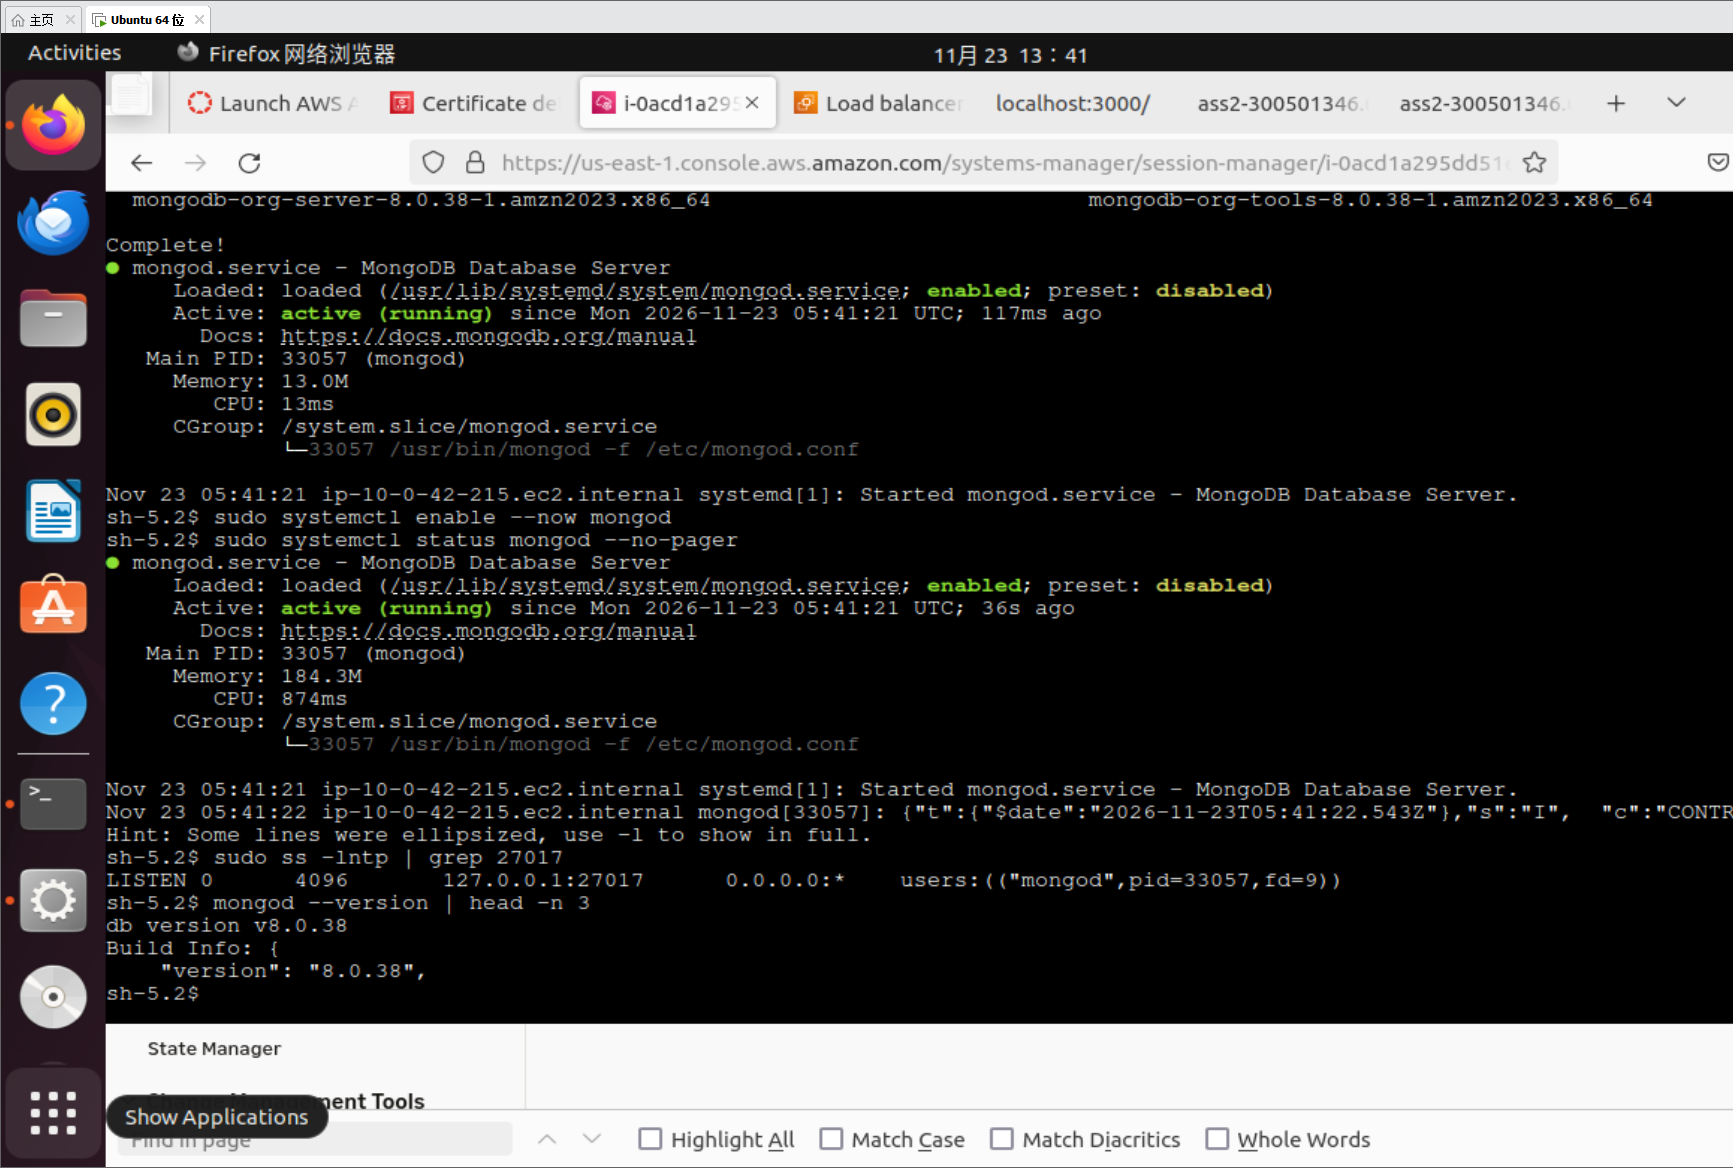 主页
Ubuntu 64 位
Activities
Firefox 网络浏览器
11月 23 13：41
Launch AWS A
Certificate de
i-0acd1a295
Load balancer
localhost:3000/
ass2-300501346.
ass2-300501346.
https://us-east-1.console.aws.amazon.com/systems-manager/session-manager/i-0acd1a295dd51
mongodb-org-server-8.0.38-1.amzn2023.x86_64 mongodb-org-tools-8.0.38-1.amzn2023.x86_64
Complete!
● mongod.service - MongoDB Database Server
Loaded: loaded (/usr/lib/systemd/system/mongod.service; enabled; preset: disabled)
Active: active (running) since Mon 2026-11-23 05:41:21 UTC; 117ms ago
Docs: https://docs.mongodb.org/manual
Main PID: 33057 (mongod)
Memory: 13.0M
CPU: 13ms
CGroup: /system.slice/mongod.service
└─33057 /usr/bin/mongod -f /etc/mongod.conf
Nov 23 05:41:21 ip-10-0-42-215.ec2.internal systemd[1]: Started mongod.service - MongoDB Database Server.
sh-5.2$ sudo systemctl enable --now mongod
sh-5.2$ sudo systemctl status mongod --no-pager
● mongod.service - MongoDB Database Server
Loaded: loaded (/usr/lib/systemd/system/mongod.service; enabled; preset: disabled)
Active: active (running) since Mon 2026-11-23 05:41:21 UTC; 36s ago
Docs: https://docs.mongodb.org/manual
Main PID: 33057 (mongod)
Memory: 184.3M
CPU: 874ms
CGroup: /system.slice/mongod.service
└─33057 /usr/bin/mongod -f /etc/mongod.conf
Nov 23 05:41:21 ip-10-0-42-215.ec2.internal systemd[1]: Started mongod.service - MongoDB Database Server.
Nov 23 05:41:22 ip-10-0-42-215.ec2.internal mongod[33057]: {"t":{"$date":"2026-11-23T05:41:22.543Z"},"s":"I", "c":"CONTR
Hint: Some lines were ellipsized, use -l to show in full.
sh-5.2$ sudo ss -lntp | grep 27017
LISTEN 0 4096 127.0.0.1:27017 0.0.0.0:* users:(("mongod",pid=33057,fd=9))
sh-5.2$ mongod --version | head -n 3
db version v8.0.38
Build Info: {
"version": "8.0.38",
sh-5.2$
State Manager
Change Management Tools
Show Applications
Find in page
Highlight All
Match Case
Match Diacritics
Whole Words